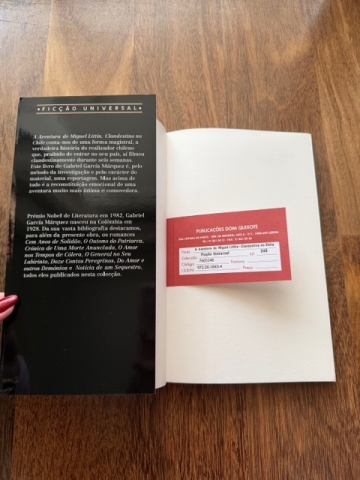 •FICÇÃO UNIVERSAL•
A Aventura de Miguel Littín, Clandestino no
Chile conta-nos de uma forma magistral, a
verdadeira história do realizador chileno
que, proibido de entrar no seu país, aí filmou
clandestinamente durante seis semanas.
Este livro de Gabriel García Márquez é, pelo
método da investigação e pelo carácter do
material, uma reportagem. Mas acima de
tudo é a reconstituição emocional de uma
aventura muito mais íntima e comovedora.
Prémio Nobel de Literatura em 1982, Gabriel
García Márquez nasceu na Colômbia em
1928. Da sua vasta bibliografia destacamos,
para além da presente obra, os romances
Cem Anos de Solidão, O Outono do Patriarca,
Crónica de Uma Morte Anunciada, O Amor
nos Tempos de Cólera, O General no Seu
Labirinto, Doze Contos Peregrinos, Do Amor e
outros Demónios e Notícia de um Sequestro,
todos eles publicados nesta colecção.
PUBLICAÇÕES DOM QUIXOTE
Título A Aventura de Miguel Littín - Clandestino no Chile
Colecção Ficção Universal
Código
I.S.B.N. Preço